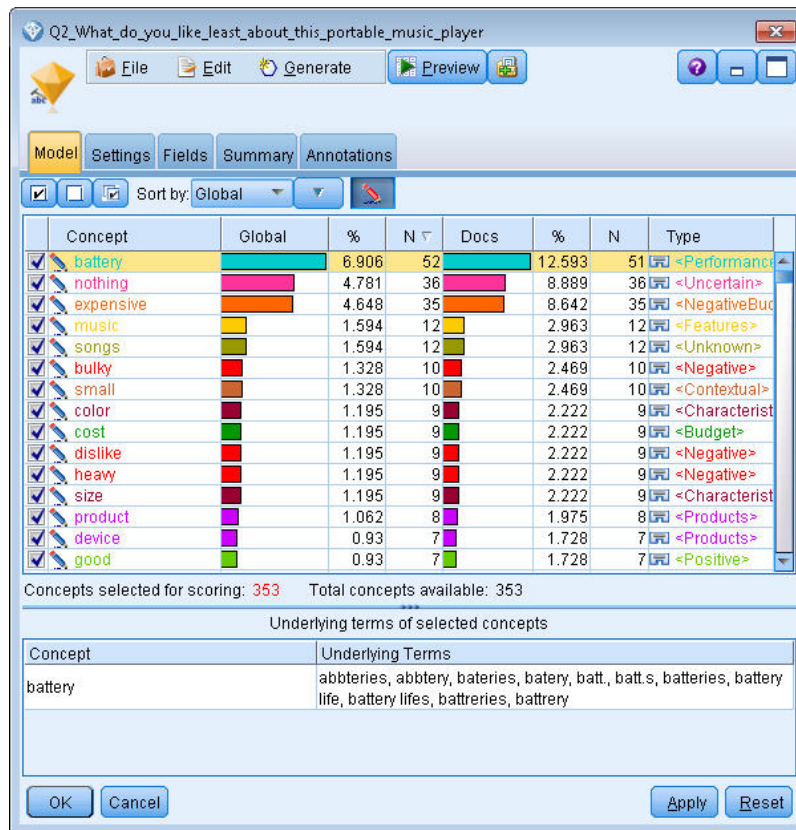 Q2_What_do_you_like_least_about_this_portable_music_player
File Edit Generate Preview
abc
Model Settings Fields Summary Annotations
Sort by: Global
Concept Global % N Docs % N Type
battery 6.906 52 12.593 51 <Performance
nothing 4.781 36 8.889 36 <Uncertain>
expensive 4.648 35 8.642 35 <NegativeBud
music 1.594 12 2.963 12 <Features>
songs 1.594 12 2.963 12 <Unknown>
bulky 1.328 10 2.469 10 <Negative>
small 1.328 10 2.469 10 <Contextual>
color 1.195 9 2.222 9 <Characterist
cost 1.195 9 2.222 9 <Budget>
dislike 1.195 9 2.222 9 <Negative>
heavy 1.195 9 2.222 9 <Negative>
size 1.195 9 2.222 9 <Characterist
product 1.062 8 1.975 8 <Products>
device 0.93 7 1.728 7 <Products>
good 0.93 7 1.728 7 <Positive>
Concepts selected for scoring: 353 Total concepts available: 353
Underlying terms of selected concepts
Concept Underlying Terms
battery abbteries, abbtery, bateries, batery, batt., batt.s, batteries, battery
life, battery lifes, battreries, battrery
OK Cancel Apply Reset